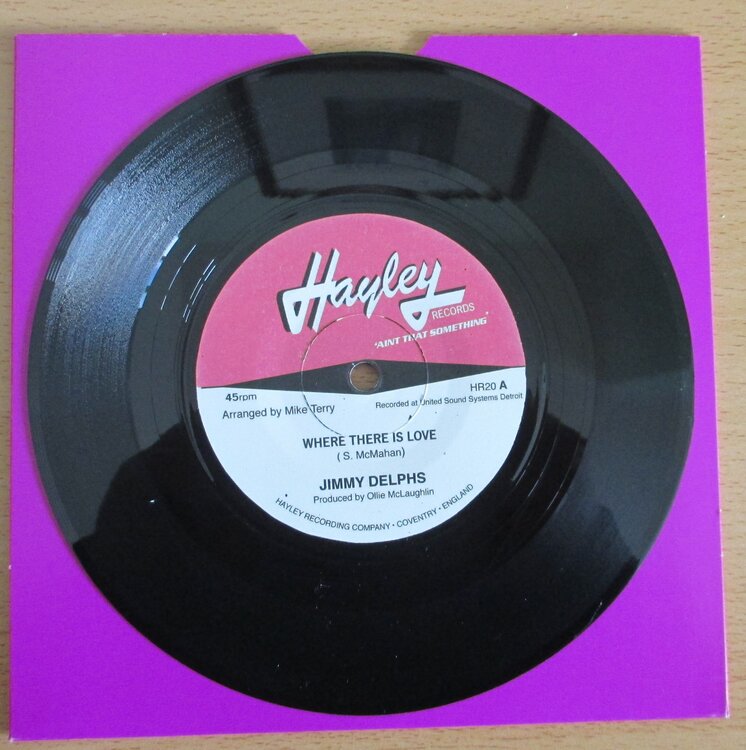 Hayley
RECORDS
'AINT THAT SOMETHING"
45rpm
HR20 A
Arranged by Mike Terry
Recorded at United Sound Systems Detroit
WHERE THERE IS LOVE
( S. McMahan)
JIMMY DELPHS
Produced by Ollie McLaughlin
HAYLEY RECORDING COMPANY • COVENTRY • ENGLAND